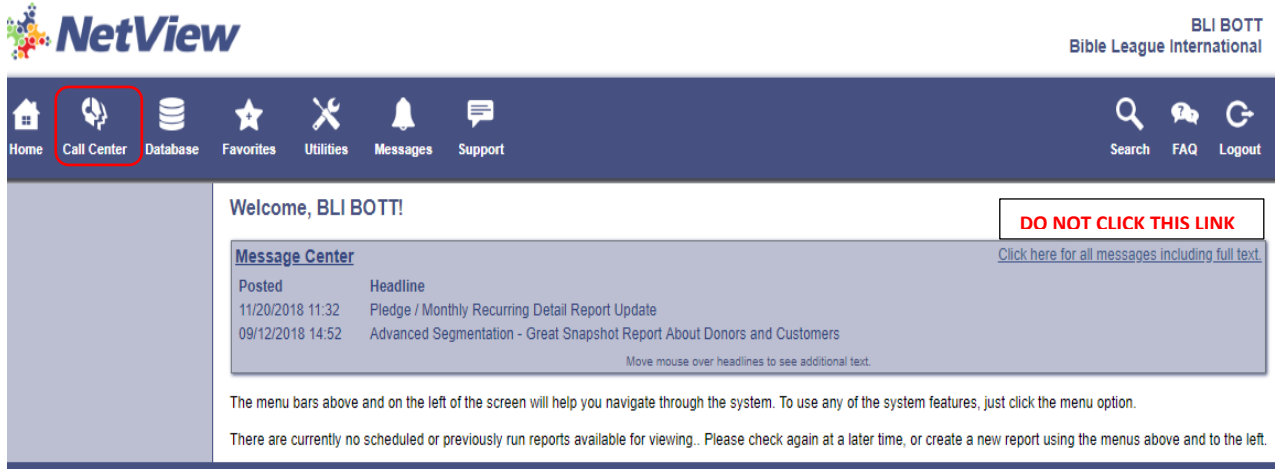 NetView
BLI BOTT
Bible League International
Home Call Center Database Favorites Utilities Messages Support Search FAQ Logout
Welcome, BLI BOTT!
DO NOT CLICK THIS LINK
Message Center Click here for all messages including full text.
Posted Headline
11/20/2018 11:32 Pledge / Monthly Recurring Detail Report Update
09/12/2018 14:52 Advanced Segmentation - Great Snapshot Report About Donors and Customers
Move mouse over headlines to see additional text.
The menu bars above and on the left of the screen will help you navigate through the system. To use any of the system features, just click the menu option.
There are currently no scheduled or previously run reports available for viewing.. Please check again at a later time, or create a new report using the menus above and to the left.